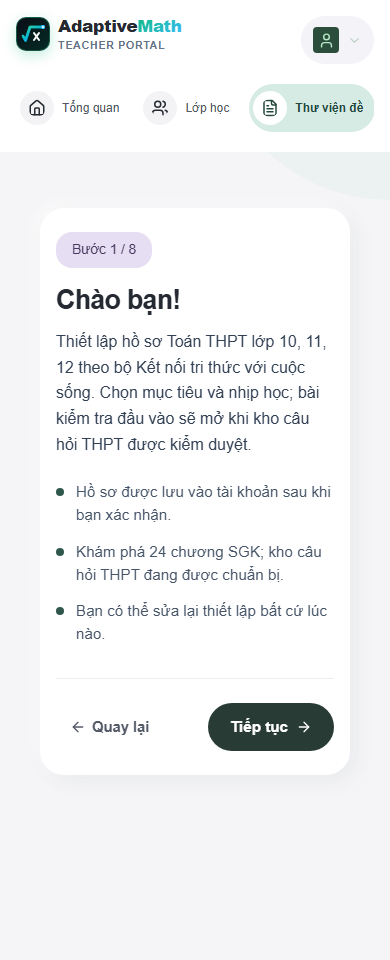 AdaptiveMath
TEACHER PORTAL
Tổng quan
Lớp học
Thư viện đề
Bước 1 / 8
Chào bạn!
Thiết lập hồ sơ Toán THPT lớp 10, 11,
12 theo bộ Kết nối tri thức với cuộc
sống. Chọn mục tiêu và nhịp học; bài
kiểm tra đầu vào sẽ mở khi kho câu
hỏi THPT được kiểm duyệt.
Hồ sơ được lưu vào tài khoản sau khi
bạn xác nhận.
Khám phá 24 chương SGK; kho câu
hỏi THPT đang được chuẩn bị.
Bạn có thể sửa lại thiết lập bất cứ lúc
nào.
← Quay lại
Tiếp tục →